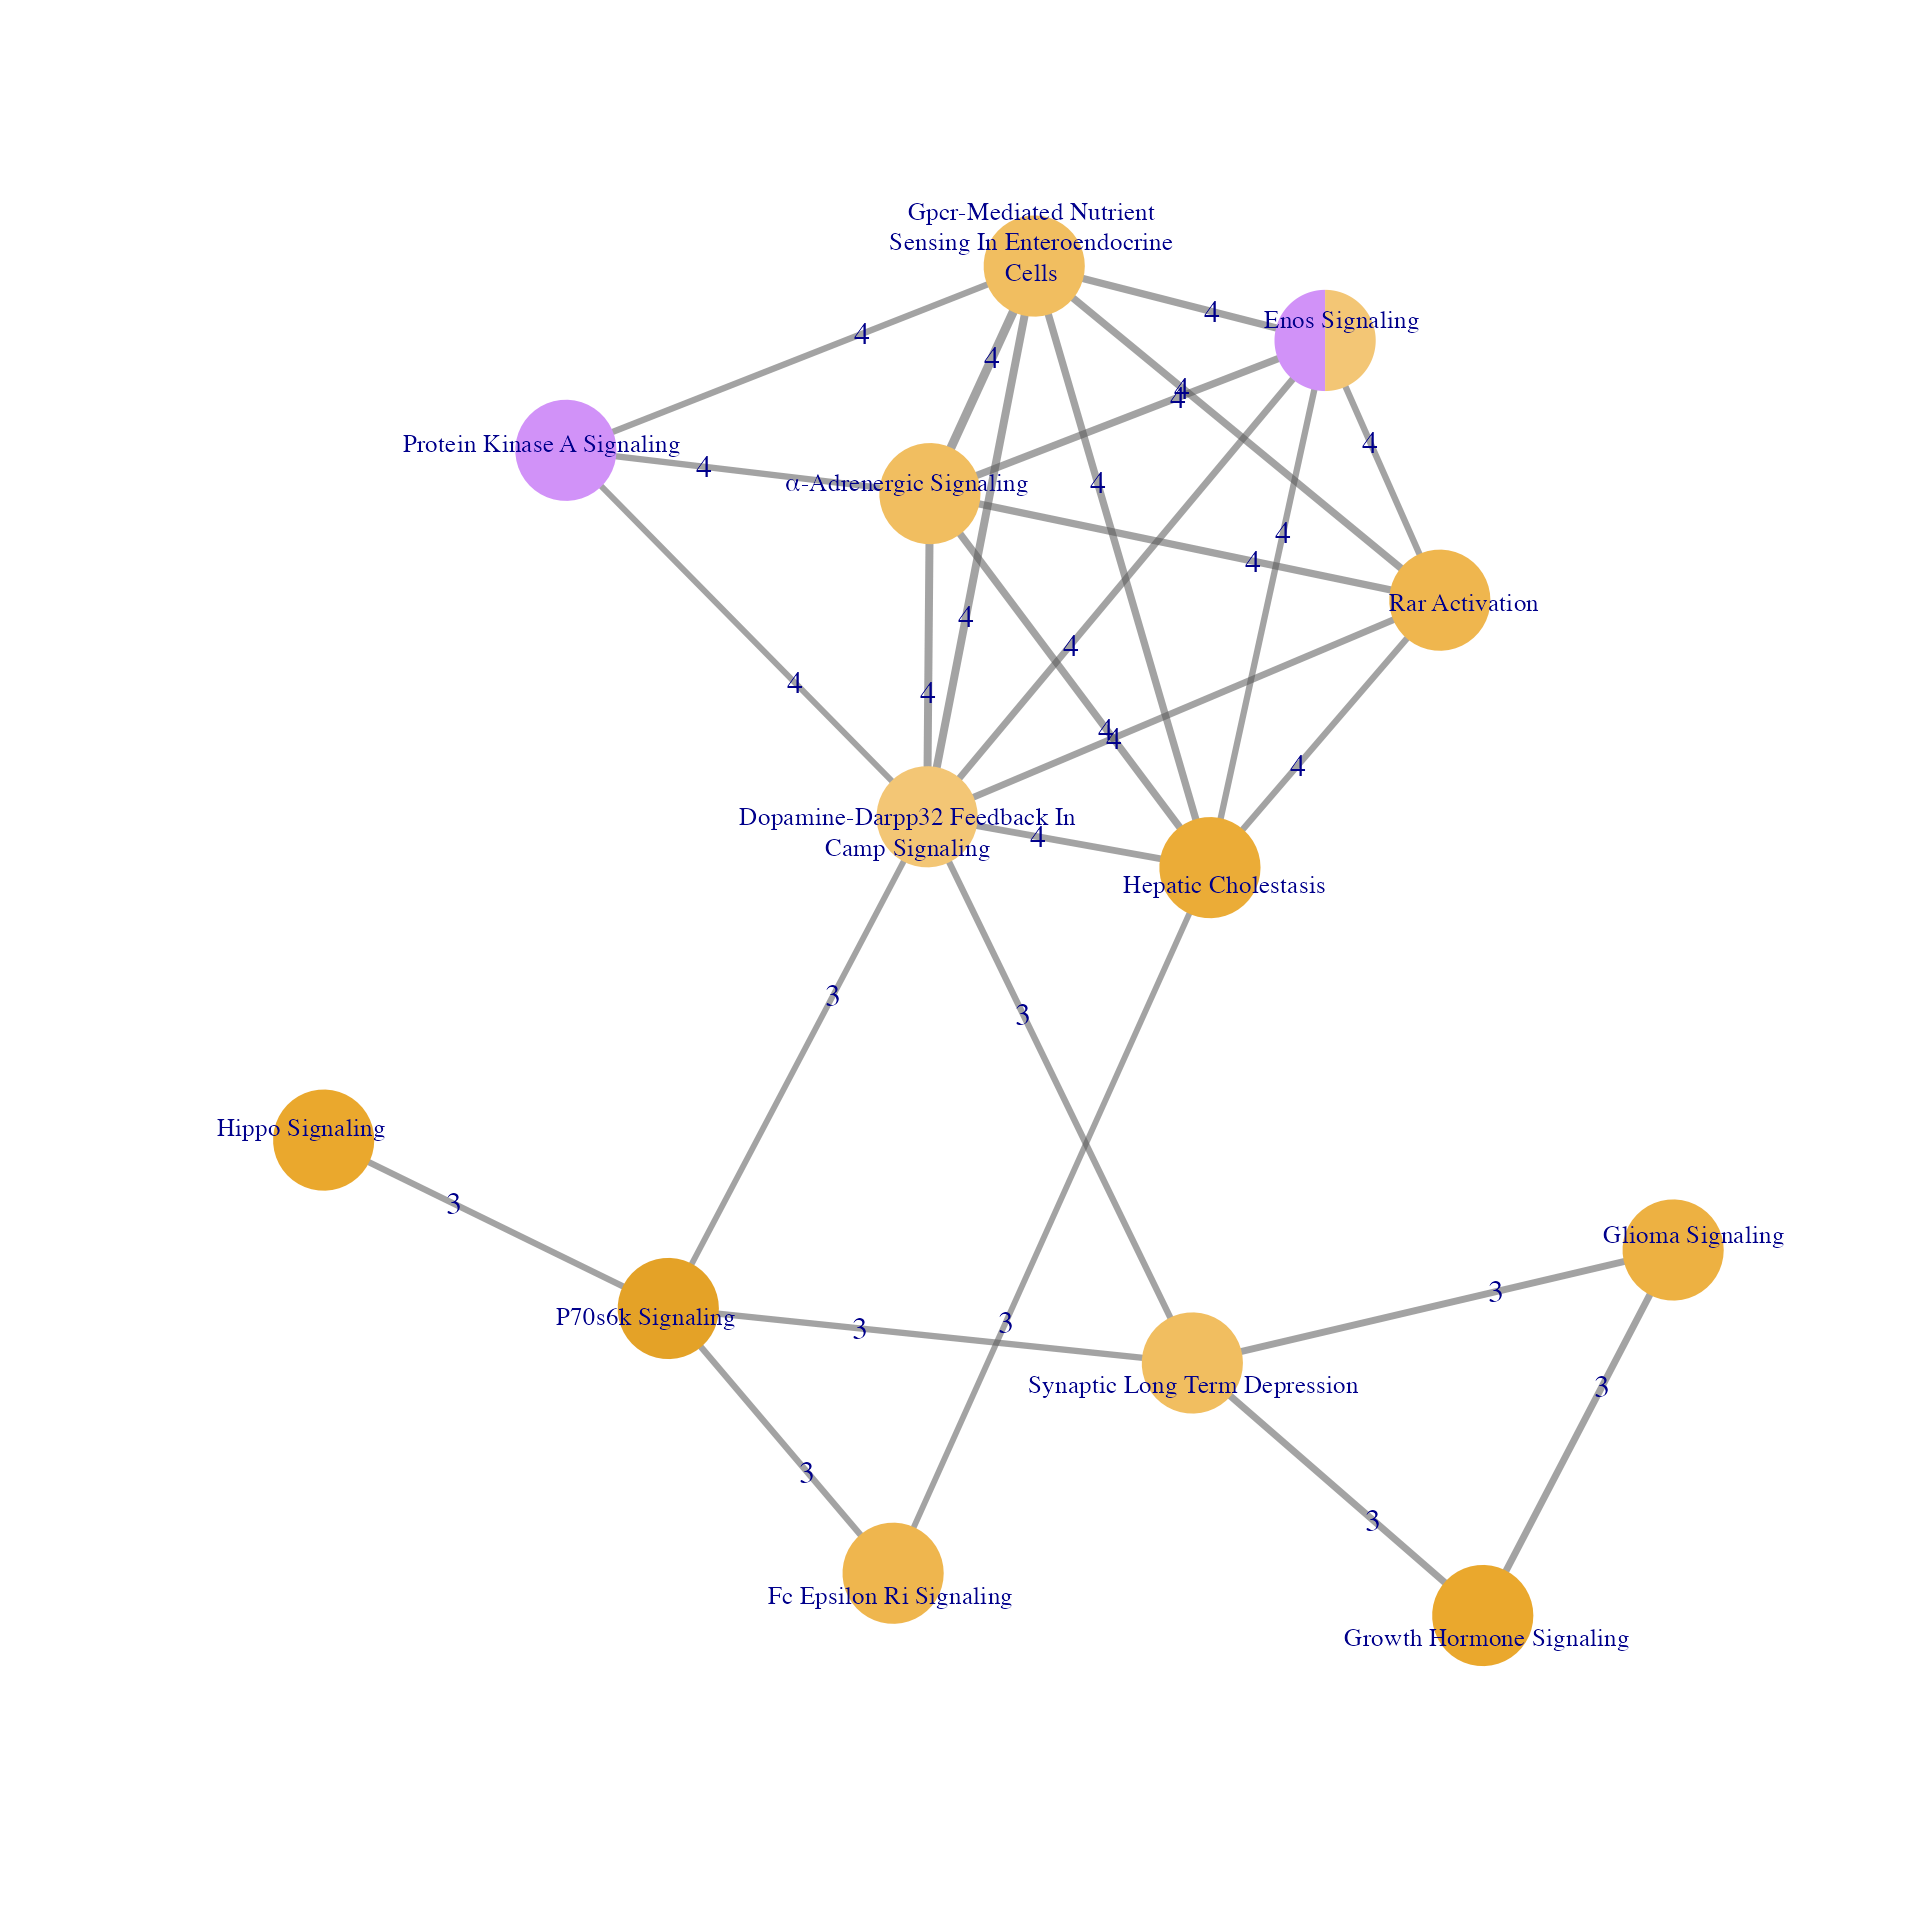 Gpcr-Mediated Nutrient
Sensing In Enteroendocrine
Cells
4
Enos Signaling
4
4
4
4
4
Protein Kinase A Signaling
4
4
α-Adrenergic Signaling
4
4
4
Rar Activation
4
4
4
4
4
4
4
Dopamine-Darpp32 Feedback In
Camp Signaling
4
Hepatic Cholestasis
3
3
Hippo Signaling
3
Glioma Signaling
3
P70s6k Signaling
3
3
Synaptic Long Term Depression
3
3
3
Fc Epsilon Ri Signaling
Growth Hormone Signaling